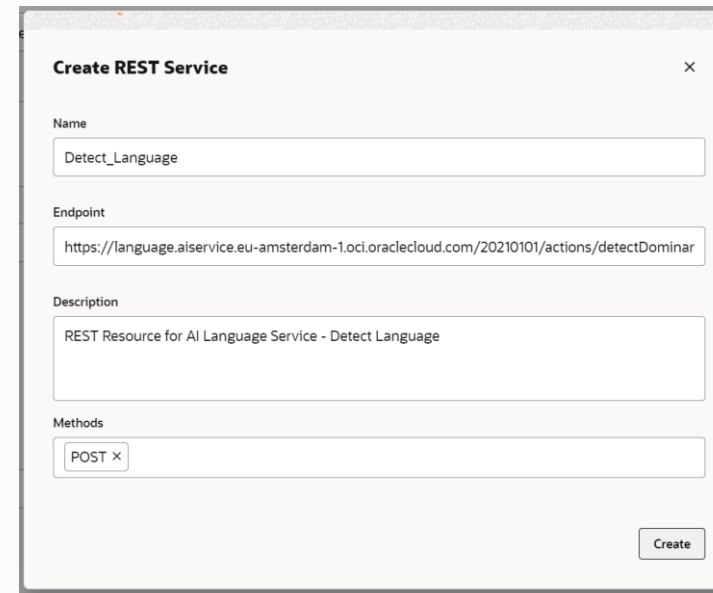 Create REST Service
×
Name
Detect_Language
Endpoint
https://language.aiservice.eu-amsterdam-1.oci.oraclecloud.com/20210101/actions/detectDominar
Description
REST Resource for AI Language Service - Detect Language
Methods
POST ×
Create